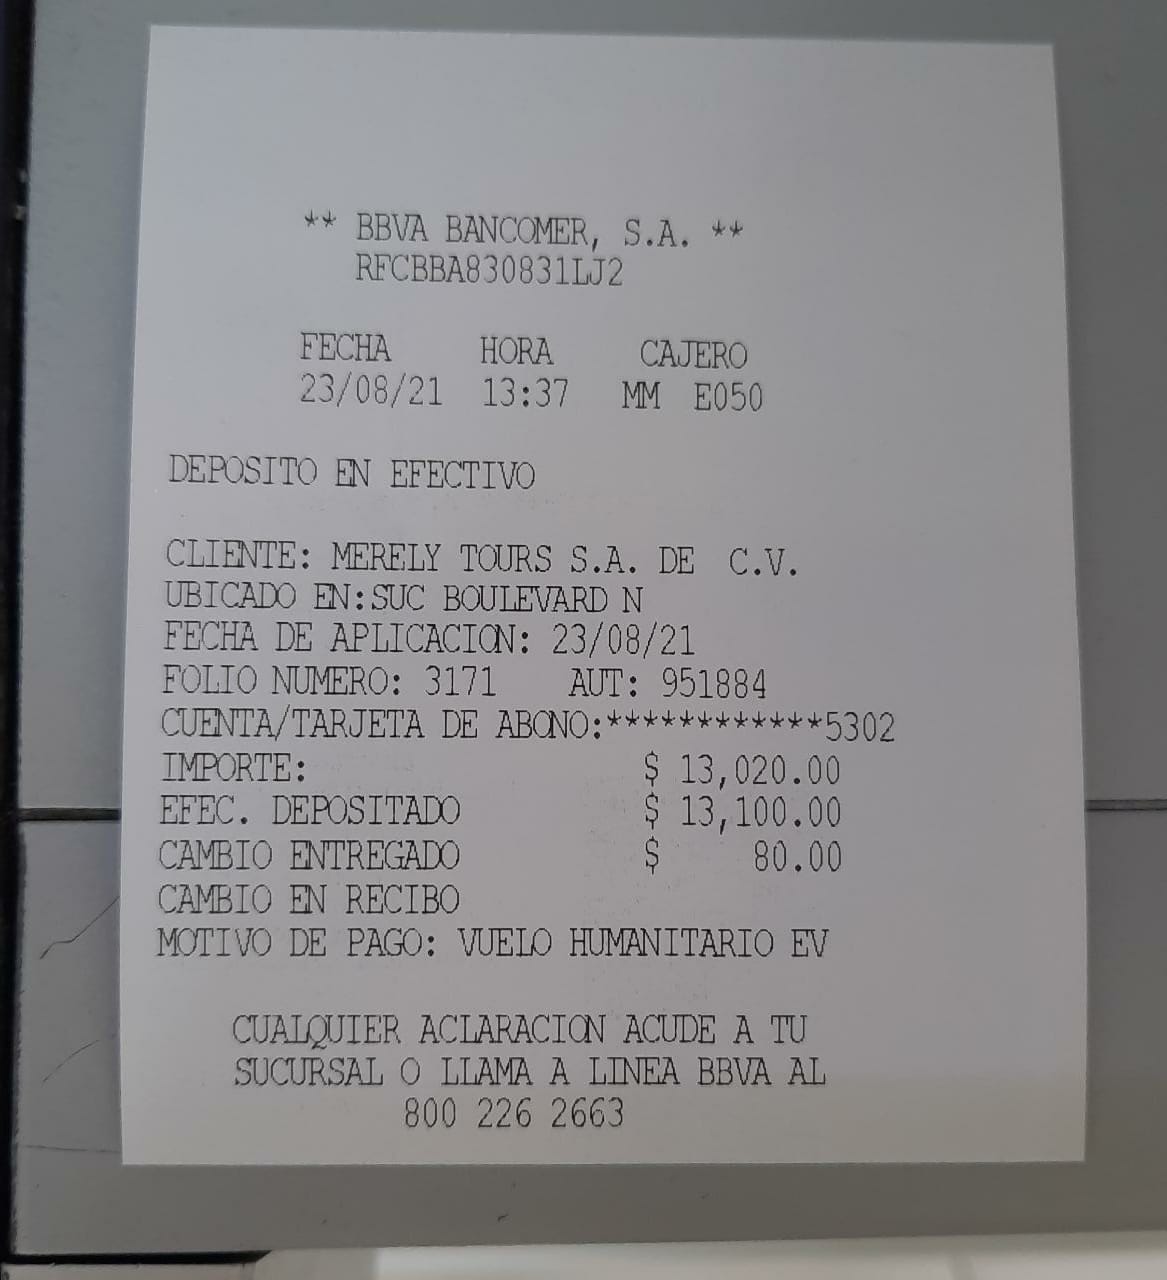 ** BBVA BANCOMER, S.A. **
RFCBBA830831LJ2
FECHA HORA CAJERO
23/08/21 13:37 MM E050
DEPOSITO EN EFECTIVO
CLIENTE: MERELY TOURS S.A. DE C.V.
UBICADO EN:SUC BOULEVARD N
FECHA DE APLICACION: 23/08/21
FOLIO NUMERO: 3171 AUT: 951884
CUENTA/TARJETA DE ABONO:************5302
IMPORTE: $ 13,020.00
EFEC. DEPOSITADO $ 13,100.00
CAMBIO ENTREGADO $ 80.00
CAMBIO EN RECIBO
MOTIVO DE PAGO: VUELO HUMANITARIO EV
CUALQUIER ACLARACION ACUDE A TU
SUCURSAL O LLAMA A LINEA BBVA AL
800 226 2663